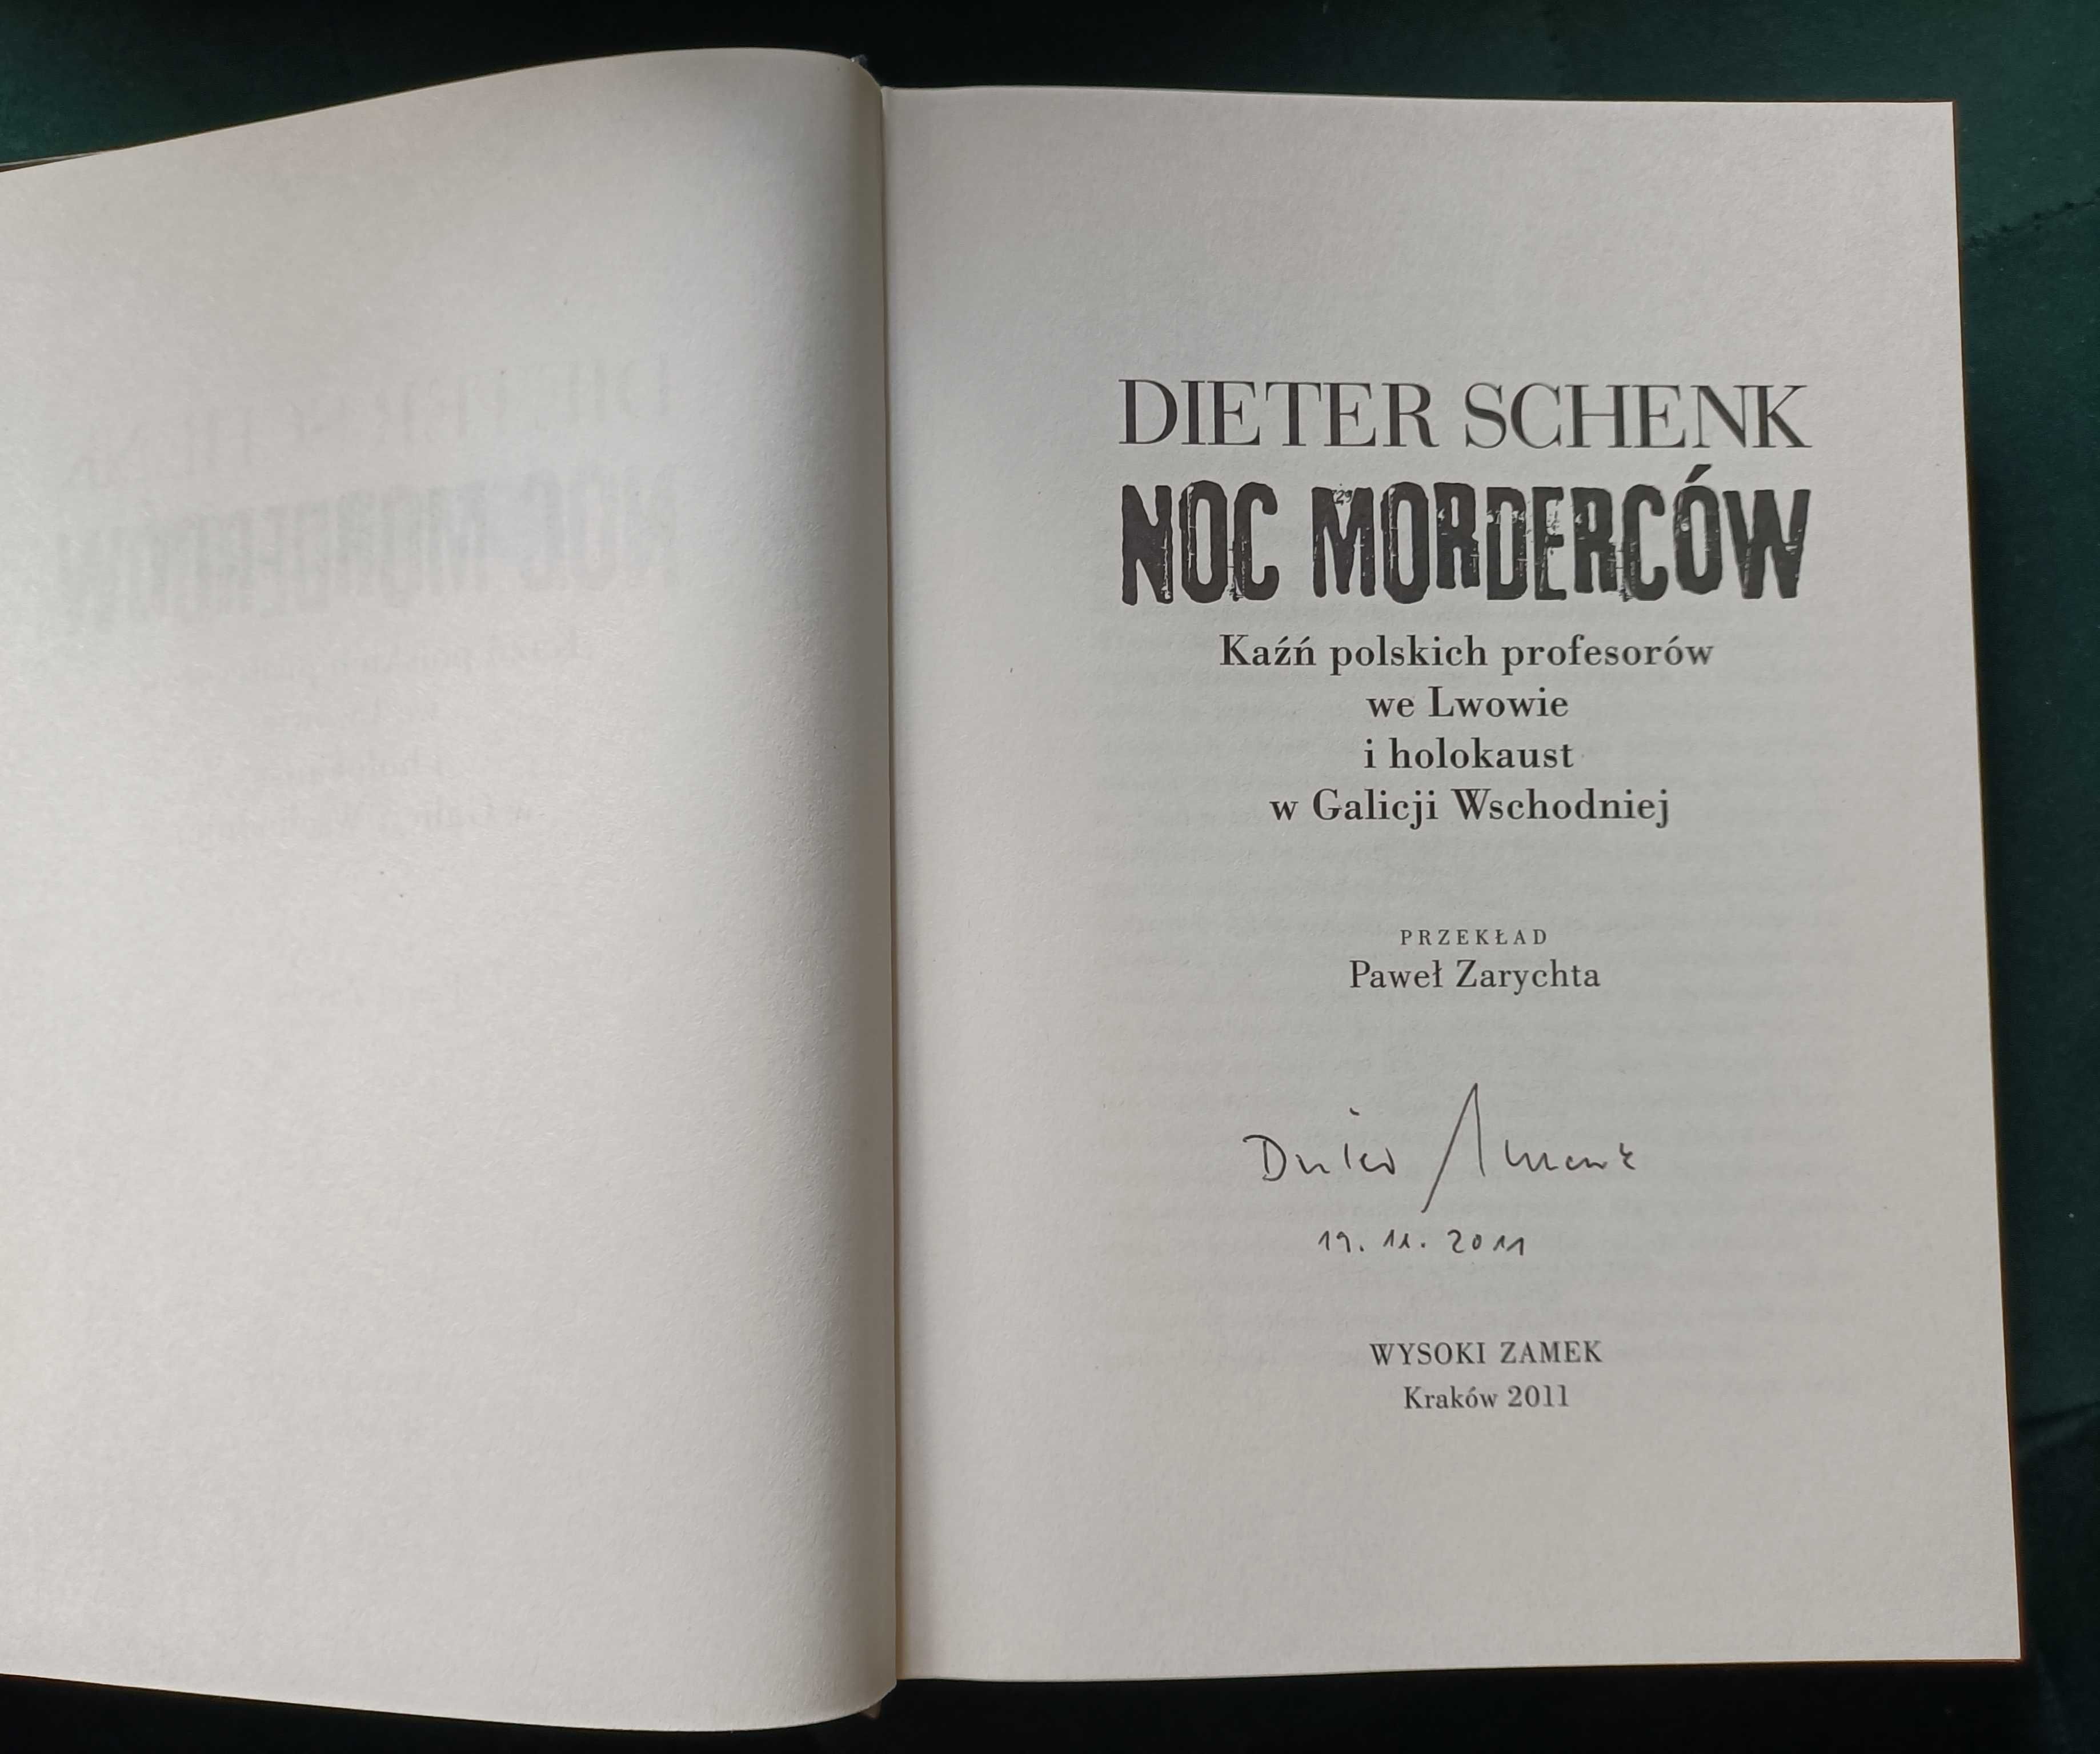 DIETER SCHENK
NOC MORDERCÓW
Kaźń polskich profesorów
we Lwowie
i holokaust
w Galicji Wschodniej
PRZEKŁAD
Paweł Zarychta
19. 11. 2011
WYSOKI ZAMEK
Kraków 2011